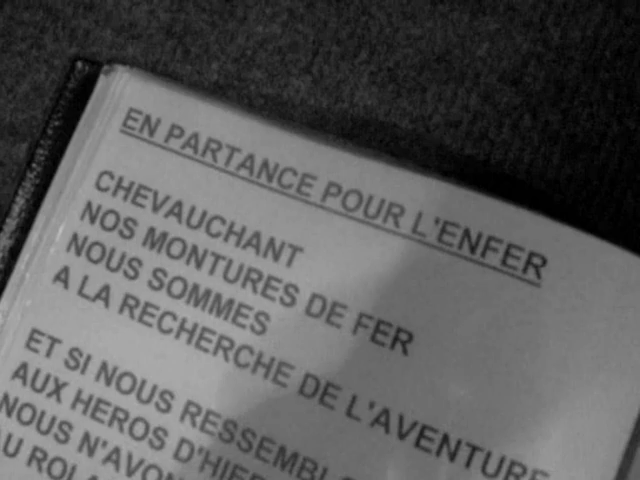 EN PARTANCE POUR L'ENFER
CHEVAUCHANT
NOS MONTURES DE FER
NOUS SOMMES
A LA RECHERCHE DE L'AVENTURE
ET SI NOUS
AUX HEROS
NOUS